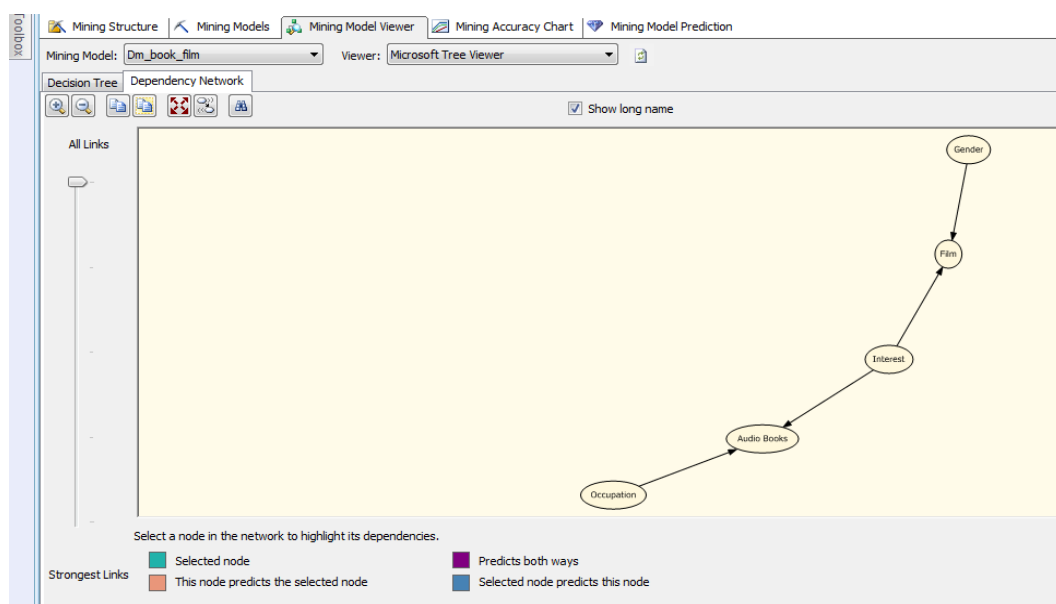 Toolbox
Mining Structure Mining Models Mining Model Viewer Mining Accuracy Chart Mining Model Prediction
Mining Model: Dm_book_film Viewer: Microsoft Tree Viewer
Decision Tree Dependency Network
Show long name
All Links
Gender
Film
Interest
Audio Books
Occupation
Select a node in the network to highlight its dependencies.
Selected node Predicts both ways
Strongest Links This node predicts the selected node Selected node predicts this node